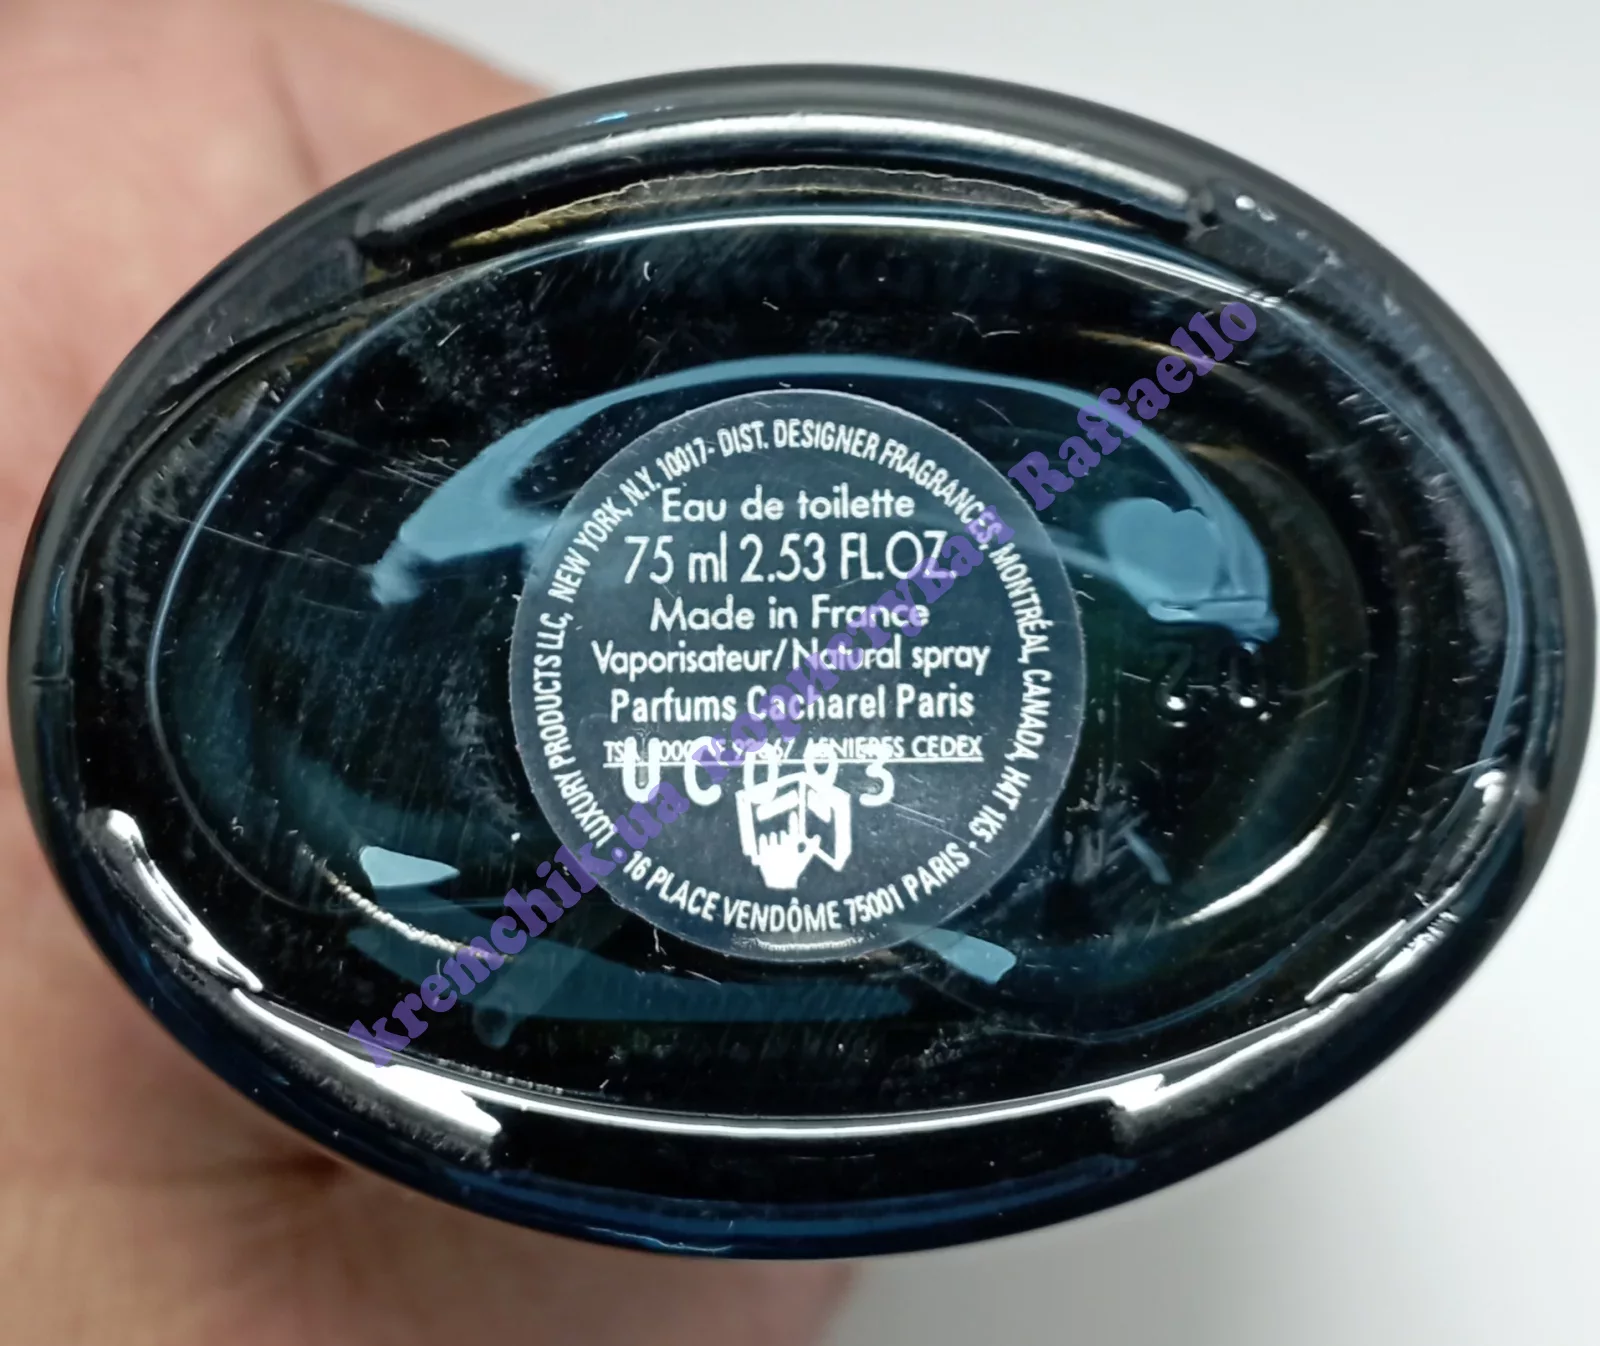 LUXURY PRODUCTS LLC, NEW YORK, N.Y. 10017- DIST. DESIGNER FRAGRANCES, MONTRÉAL, CANADA, H4T 1K5 -
Eau de toilette
75 ml 2.53 FL.OZ.
Made in France
Vaporisateur/Natural spray
Parfums Cacharel Paris
ASNIERES CEDEX
16 PLACE VENDÔME 75001 PARIS
kremchik.ua Raffaello